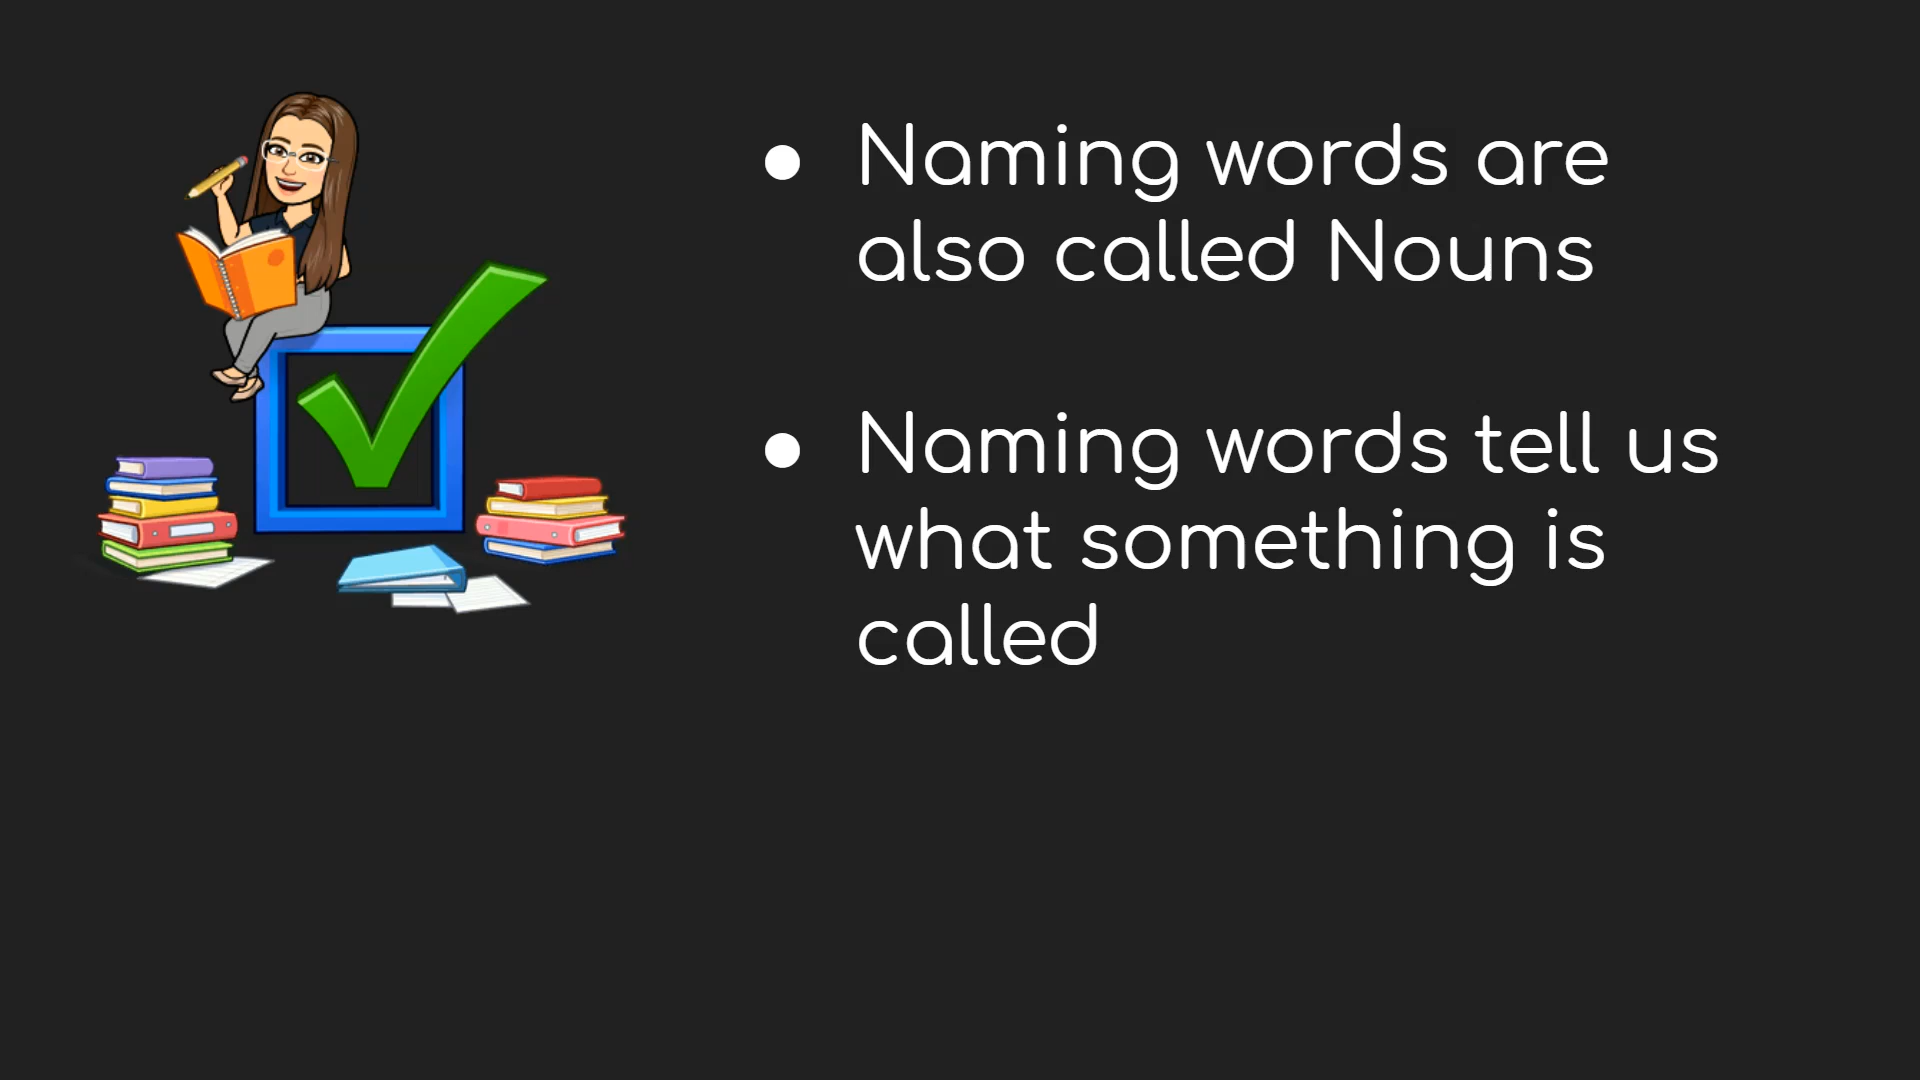 ● Naming words are
also called Nouns
● Naming words tell us
what something is
called